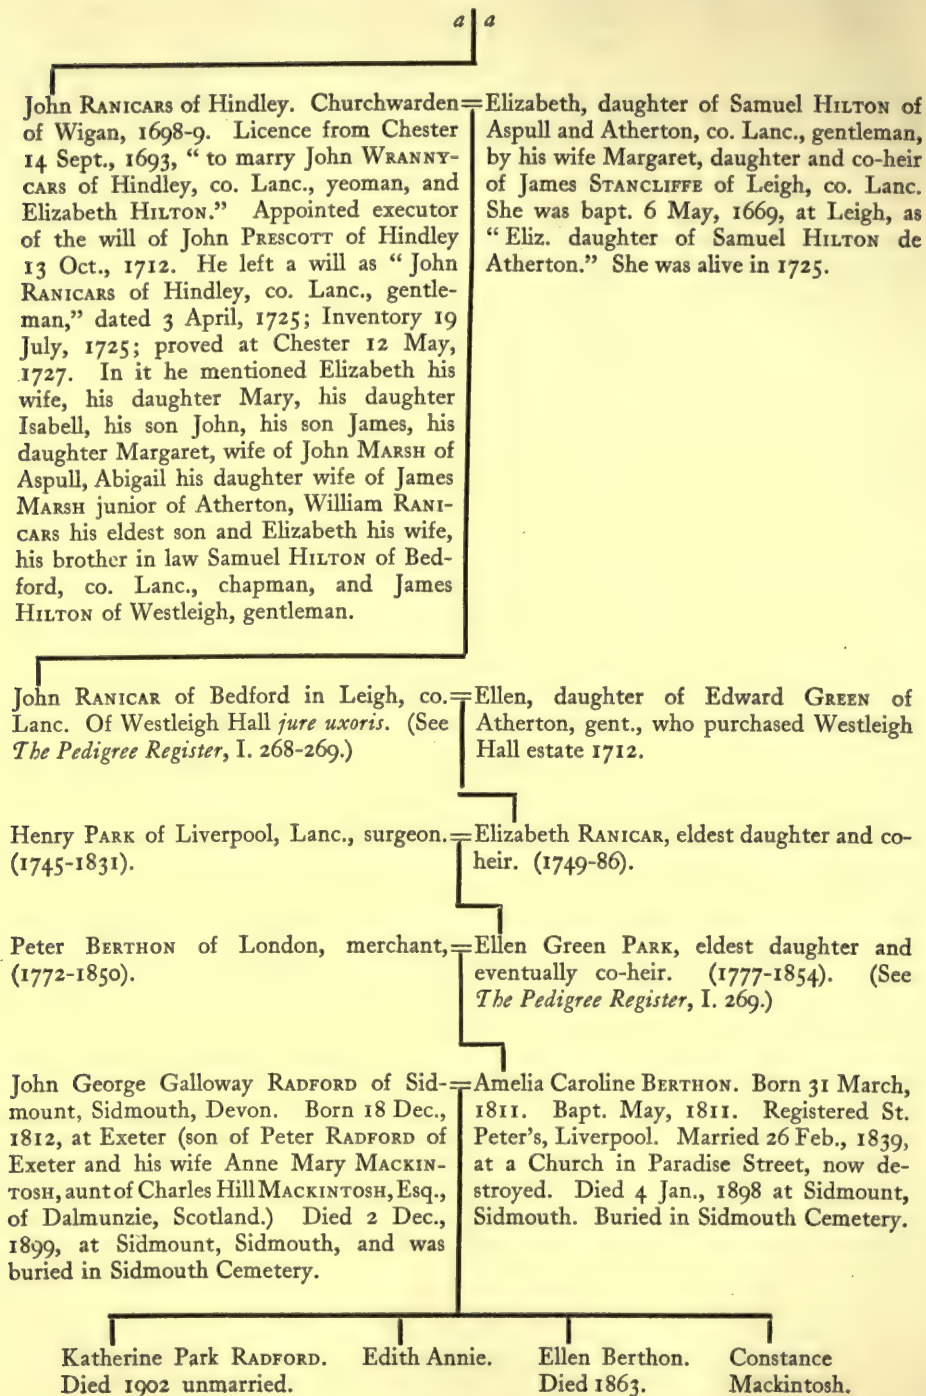 a a
John RANICARS of Hindley. Churchwarden
of Wigan, 1698-9. Licence from Chester
14 Sept., 1693, “ to marry John WRANNY-
CARS of Hindley, co. Lanc., yeoman, and
Elizabeth HILTON.” Appointed executor
of the will of John PRESCOTT of Hindley
13 Oct., 1712. He left a will as “ John
RANICARS of Hindley, co. Lanc., gentle-
man,” dated 3 April, 1725; Inventory 19
July, 1725; proved at Chester 12 May,
1727. In it he mentioned Elizabeth his
wife, his daughter Mary, his daughter
Isabell, his son John, his son James, his
daughter Margaret, wife of John MARSH of
Aspull, Abigail his daughter wife of James
MARSH junior of Atherton, William RANI-
CARS his eldest son and Elizabeth his wife,
his brother in law Samuel HILTON of Bed-
ford, co. Lanc., chapman, and James
HILTON of Westleigh, gentleman.
=Elizabeth, daughter of Samuel HILTON of
Aspull and Atherton, co. Lanc., gentleman,
by his wife Margaret, daughter and co-heir
of James STANCLIFFE of Leigh, co. Lanc.
She was bapt. 6 May, 1669, at Leigh, as
“ Eliz. daughter of Samuel HILTON de
Atherton.” She was alive in 1725.
John RANICAR of Bedford in Leigh, co.
Lanc. Of Westleigh Hall jure uxoris. (See
The Pedigree Register, I. 268-269.)
=Ellen, daughter of Edward GREEN of
Atherton, gent., who purchased Westleigh
Hall estate 1712.
Henry PARK of Liverpool, Lanc., surgeon.
(1745-1831).
=Elizabeth RANICAR, eldest daughter and co-
heir. (1749-86).
Peter BERTHON of London, merchant,
(1772-1850).
=Ellen Green PARK, eldest daughter and
eventually co-heir. (1777-1854). (See
The Pedigree Register, I. 269.)
John George Galloway RADFORD of Sid-
mount, Sidmouth, Devon. Born 18 Dec.,
1812, at Exeter (son of Peter RADFORD of
Exeter and his wife Anne Mary MACKIN-
TOSH, aunt of Charles Hill MACKINTOSH, Esq.,
of Dalmunzie, Scotland.) Died 2 Dec.,
1899, at Sidmount, Sidmouth, and was
buried in Sidmouth Cemetery.
=Amelia Caroline BERTHON. Born 31 March,
1811. Bapt. May, 1811. Registered St.
Peter's, Liverpool. Married 26 Feb., 1839,
at a Church in Paradise Street, now de-
stroyed. Died 4 Jan., 1898 at Sidmount,
Sidmouth. Buried in Sidmouth Cemetery.
Katherine Park RADFORD.
Died 1902 unmarried.
Edith Annie.
Ellen Berthon.
Died 1863.
Constance
Mackintosh.